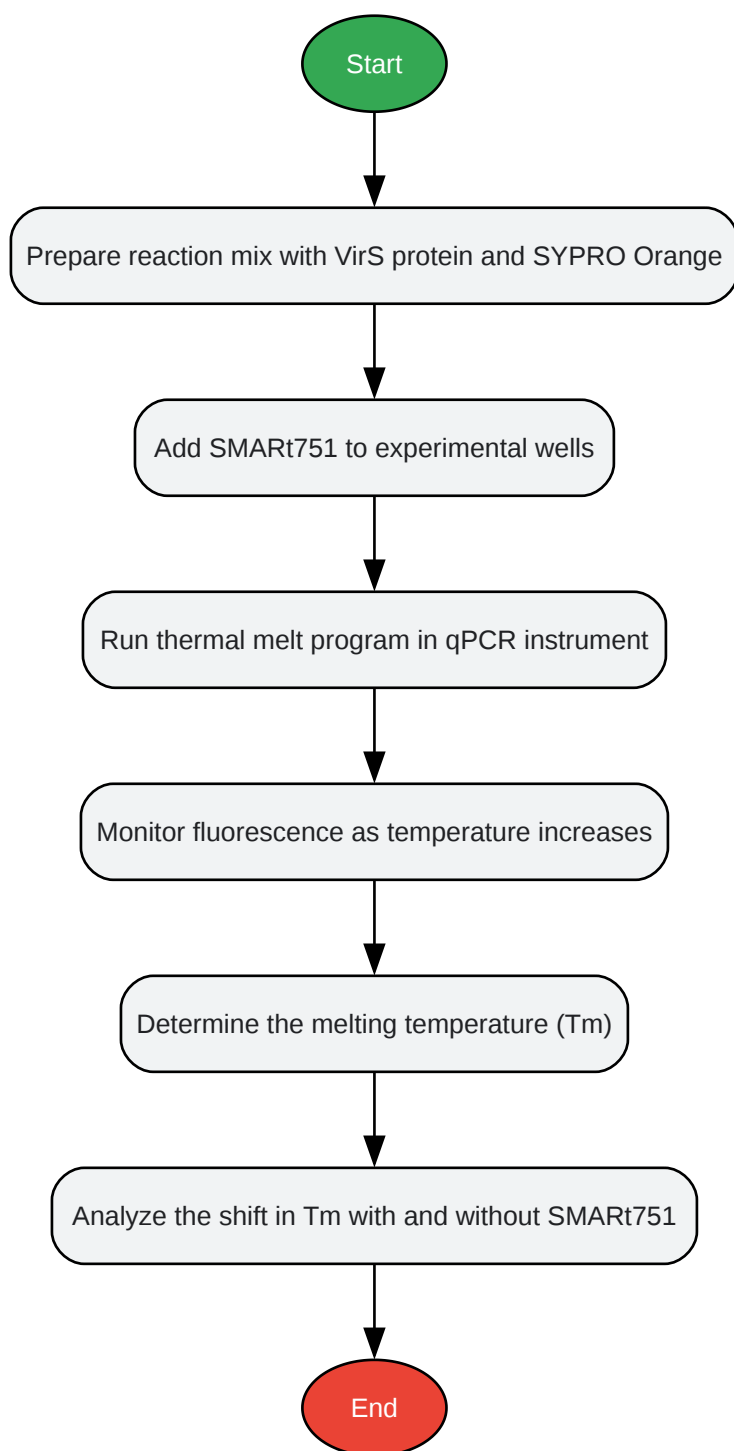 Start
Prepare reaction mix with VirS protein and SYPRO Orange
Add SMARt751 to experimental wells
Run thermal melt program in qPCR instrument
Monitor fluorescence as temperature increases
Determine the melting temperature (Tm)
Analyze the shift in Tm with and without SMARt751
End